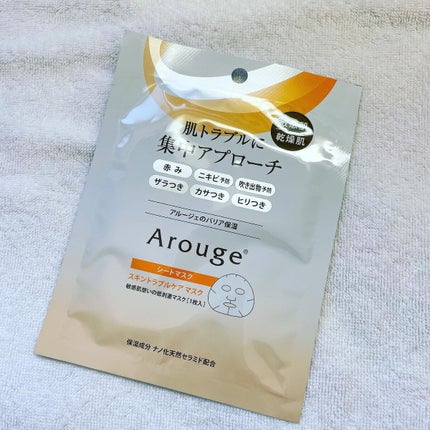 肌トラブルに
集中アプローチ
乾燥肌
赤み
ニキビ予防
吹き出物予防
ザラつき
カサつき
ヒリつき
アルージェのバリア保湿
Arouge®
シートマスク
スキントラブルケア マスク
敏感肌想いの低刺激マスク［1枚入］
保湿成分 ナノ化天然セラミド配合